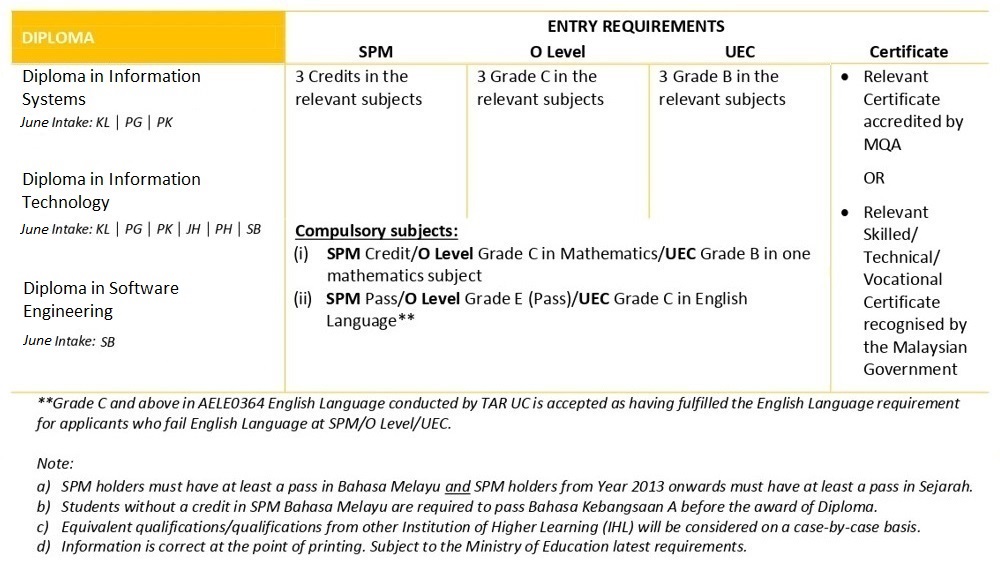 DIPLOMA
ENTRY REQUIREMENTS
SPM
O Level
UEC
Certificate
Diploma in Information
Systems
June Intake: KL | PG | PK
Diploma in Information
Technology
June Intake: KL | PG | PK | JH | PH | SB
Diploma in Software
Engineering
June Intake: SB
3 Credits in the
relevant subjects
3 Grade C in the
relevant subjects
3 Grade B in the
relevant subjects
Compulsory subjects:
(i) SPM Credit/O Level Grade C in Mathematics/UEC Grade B in one
mathematics subject
(ii) SPM Pass/O Level Grade E (Pass)/UEC Grade C in English
Language**
• Relevant
Certificate
accredited by
MQA
OR
• Relevant
Skilled/
Technical/
Vocational
Certificate
recognised by
the Malaysian
Government
**Grade C and above in AELE0364 English Language conducted by TAR UC is accepted as having fulfilled the English Language requirement
for applicants who fail English Language at SPM/O Level/UEC.
Note:
a) SPM holders must have at least a pass in Bahasa Melayu and SPM holders from Year 2013 onwards must have at least a pass in Sejarah.
b) Students without a credit in SPM Bahasa Melayu are required to pass Bahasa Kebangsaan A before the award of Diploma.
c) Equivalent qualifications/qualifications from other Institution of Higher Learning (IHL) will be considered on a case-by-case basis.
d) Information is correct at the point of printing. Subject to the Ministry of Education latest requirements.